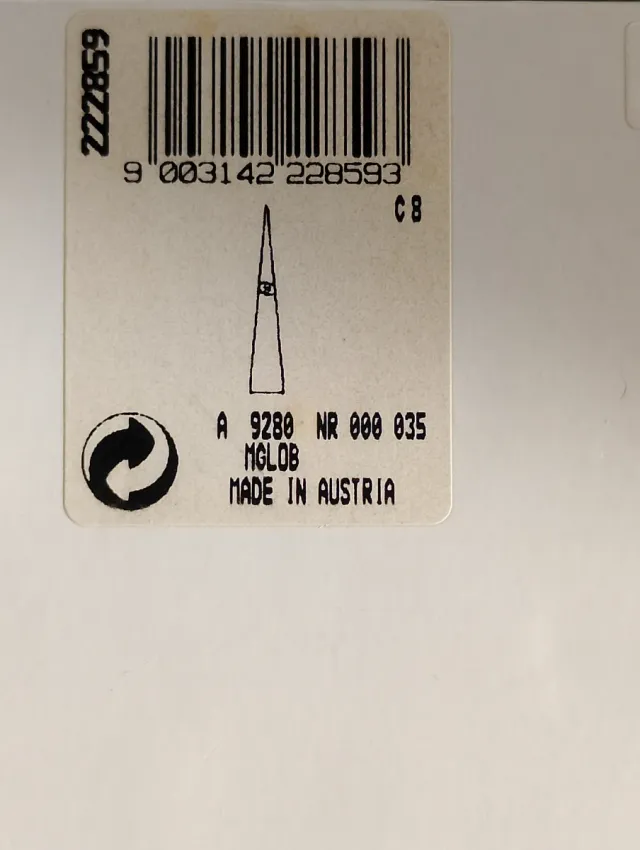 222859
9 003142 228593
C 8
A 9280 NR 000 035
MGLOB
MADE IN AUSTRIA